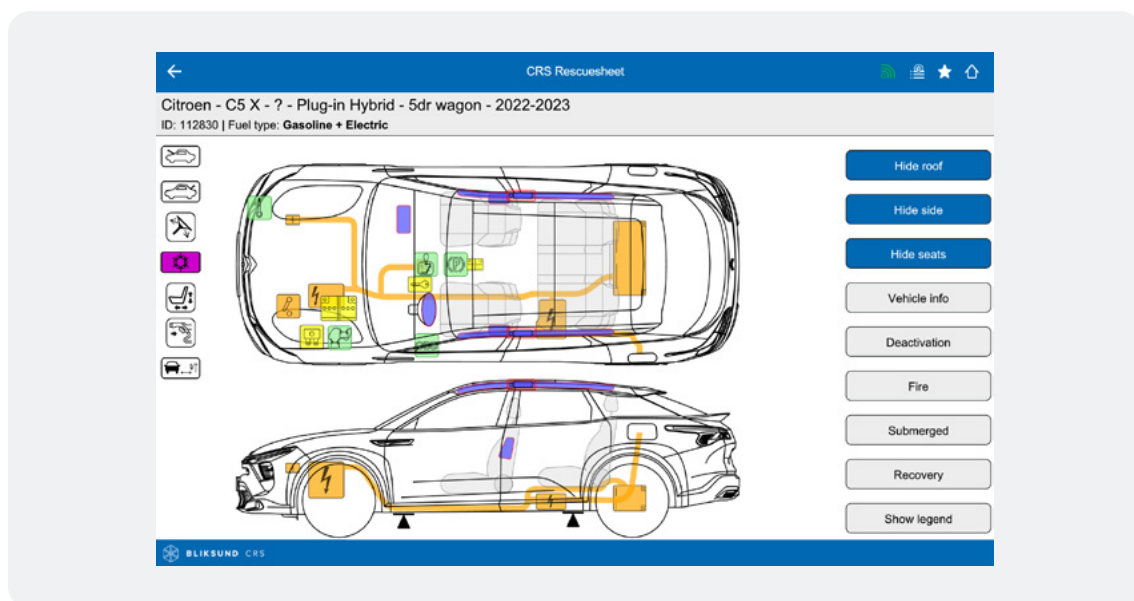 CRS Rescuesheet
Citroen - C5 X - ? - Plug-in Hybrid - 5dr wagon - 2022-2023
ID: 112830 | Fuel type: Gasoline + Electric
Hide roof
Hide side
Hide seats
Vehicle info
Deactivation
Fire
Submerged
Recovery
Show legend
BLIKSUND CRS